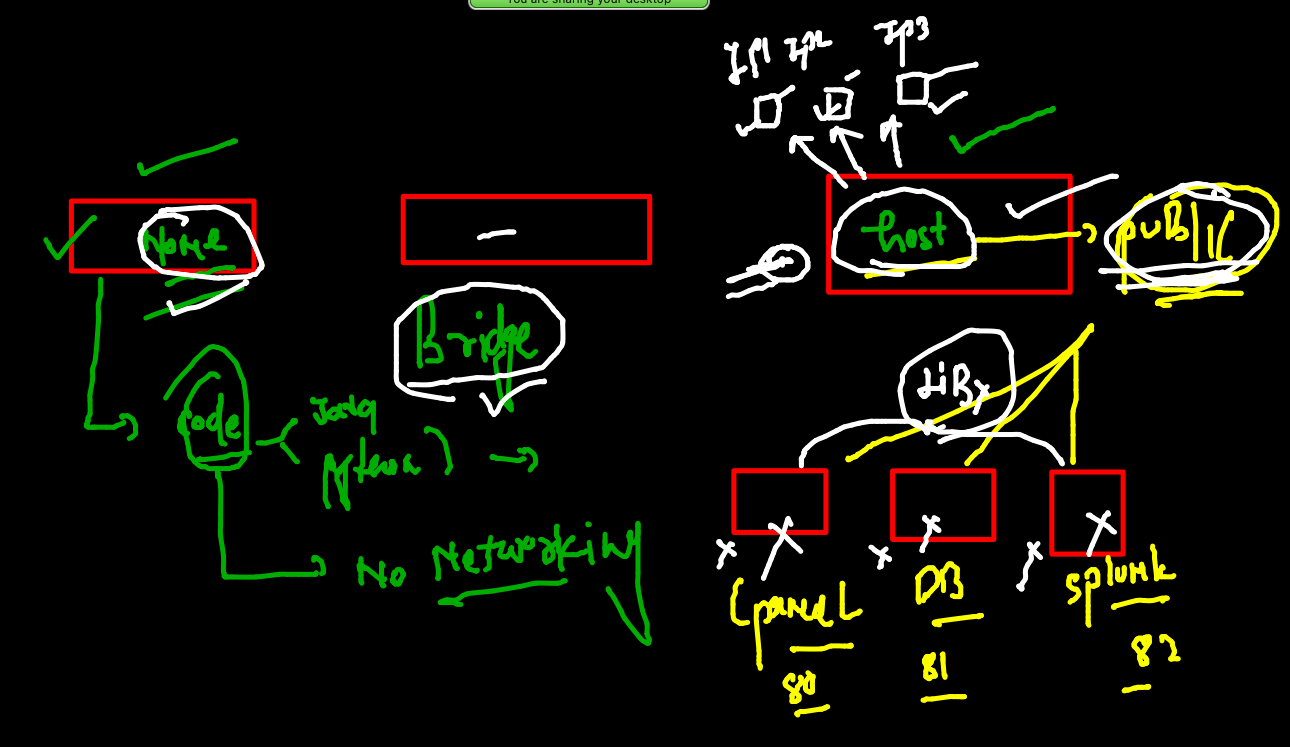 You are sharing your desktop
IP1 IP2 IP3
None
host
PUBLIC
Bridge
Code
Java
Python
No Networking
cpanel
DB
splunk
80
81
82